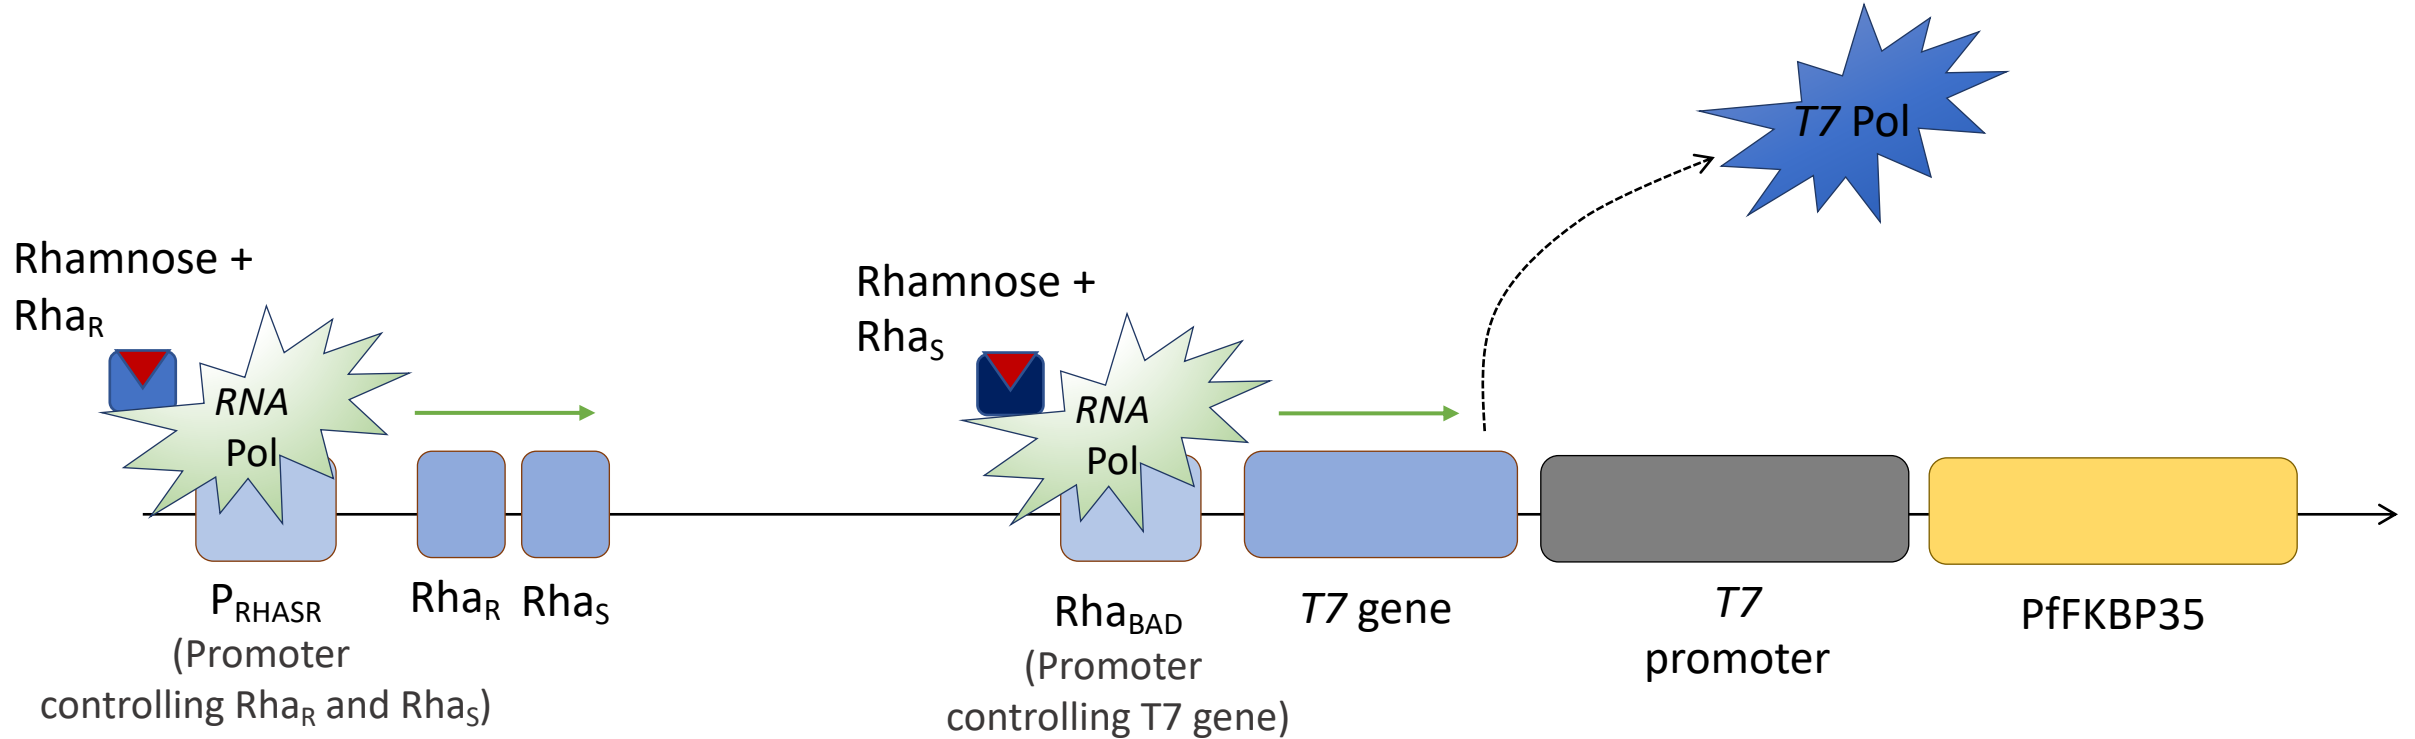 T7 Pol
Rhamnose +
RhaR
RNA
Pol
Rhamnose +
RhaS
RNA
Pol
PRHASR
(Promoter
controlling RhaR and RhaS)
RhaR
RhaS
RhaBAD
(Promoter
controlling T7 gene)
T7 gene
T7
promoter
PfFKBP35